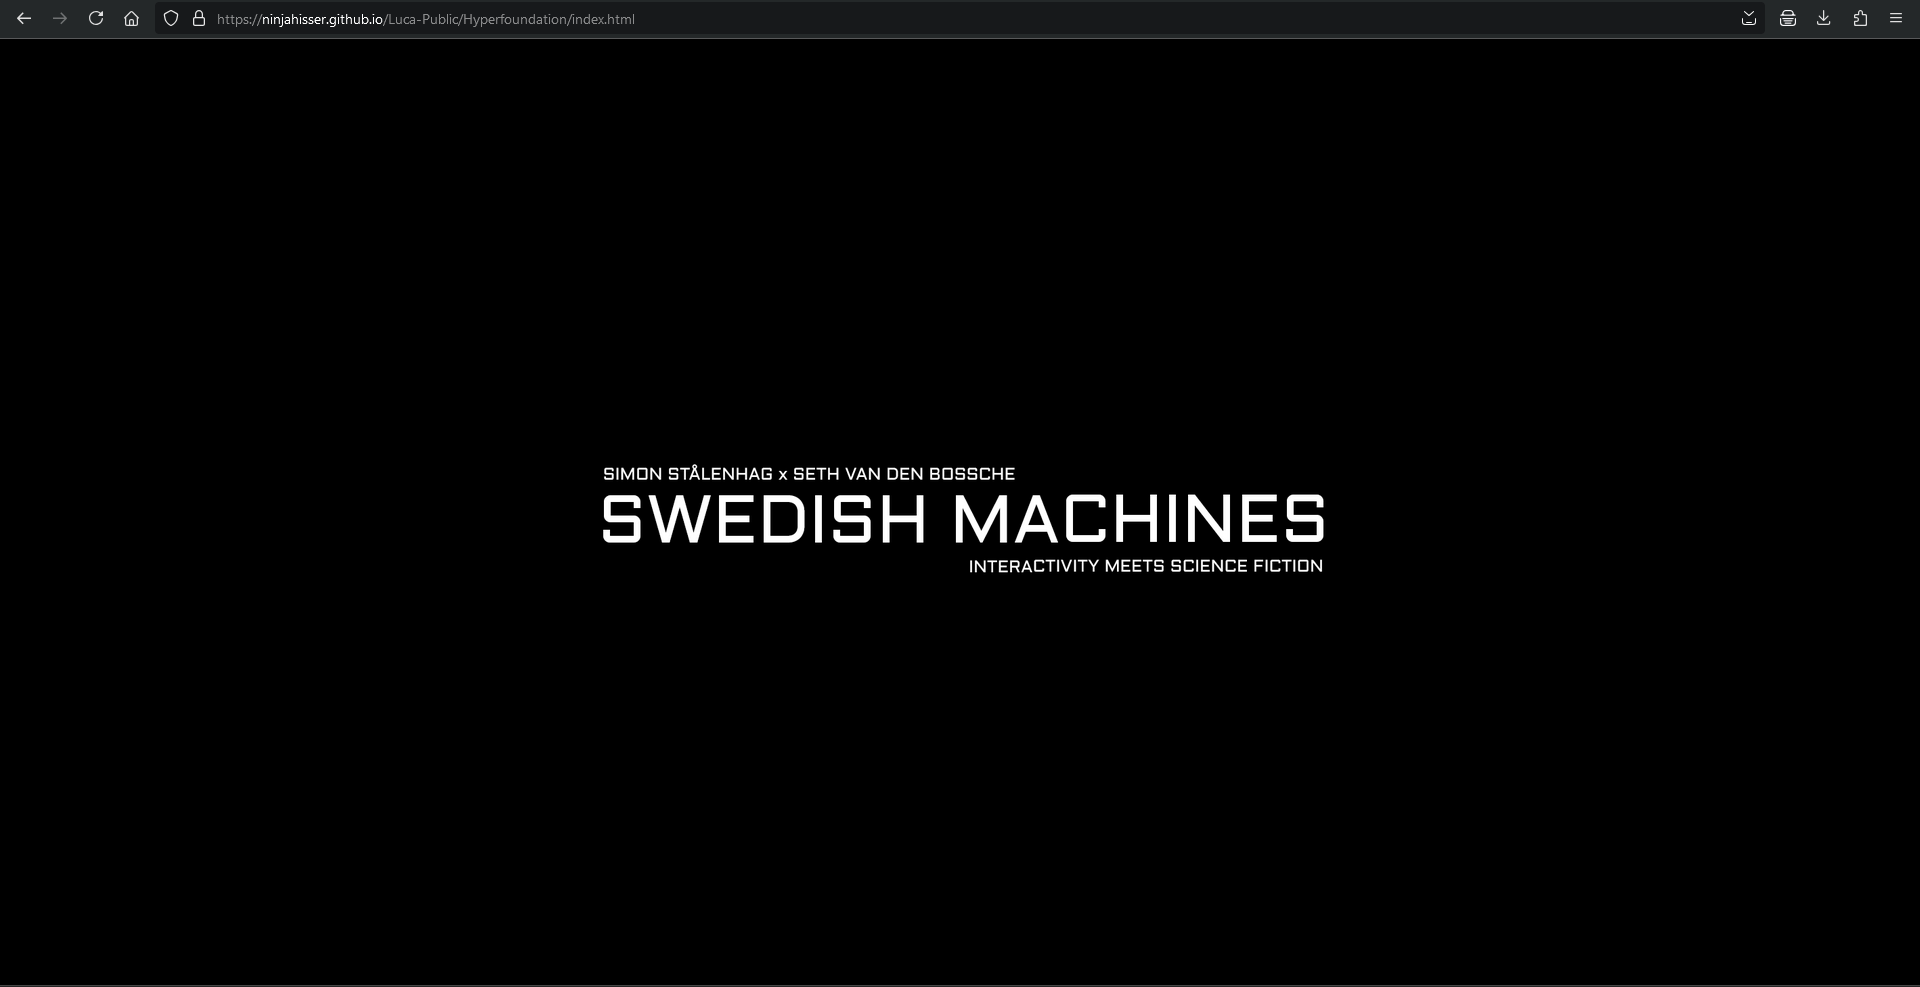 https://ninjahisser.github.io/Luca-Public/Hyperfoundation/index.html
SIMON STÅLENHAG x SETH VAN DEN BOSSCHE
SWEDISH MACHINES
INTERACTIVITY MEETS SCIENCE FICTION